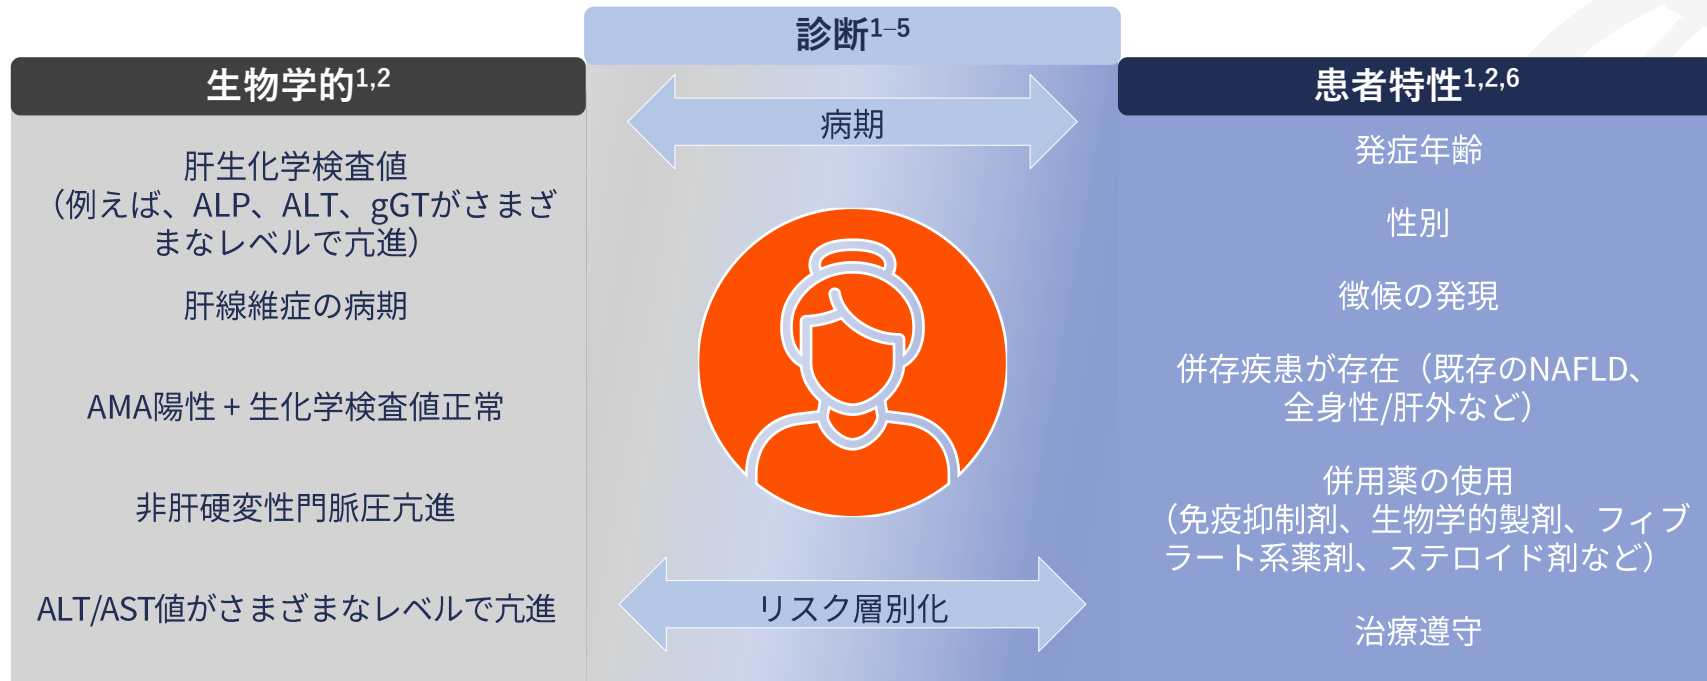 診断1–5
生物学的1,2
肝生化学検査値
（例えば、ALP、ALT、gGTがさまざ
まなレベルで亢進）
肝線維症の病期
AMA陽性 + 生化学検査値正常
非肝硬変性門脈圧亢進
ALT/AST値がさまざまなレベルで亢進
病期
リスク層別化
患者特性1,2,6
発症年齢
性別
徴候の発現
併存疾患が存在（既存のNAFLD、
全身性/肝外など）
併用薬の使用
（免疫抑制剤、生物学的製剤、フィブ
ラート系薬剤、ステロイド剤など）
治療遵守